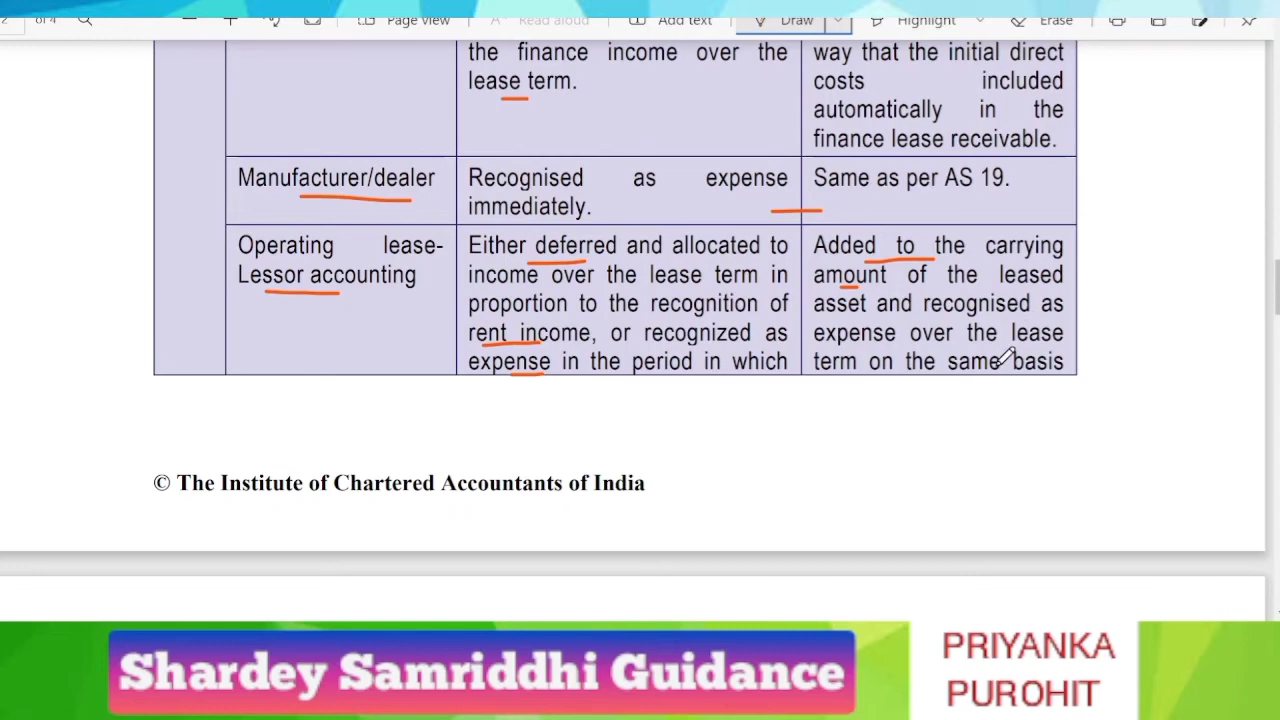 of 4
Page view
Read aloud
Add text
Draw
Highlight
Erase
the finance income over the
lease term.
way that the initial direct
costs included
automatically in the
finance lease receivable.
Manufacturer/dealer
Recognised as expense
immediately.
Same as per AS 19.
Operating lease-
Lessor accounting
Either deferred and allocated to
income over the lease term in
proportion to the recognition of
rent income, or recognized as
expense in the period in which
Added to the carrying
amount of the leased
asset and recognised as
expense over the lease
term on the same basis
© The Institute of Chartered Accountants of India
Shardey Samriddhi Guidance
PRIYANKA
PUROHIT